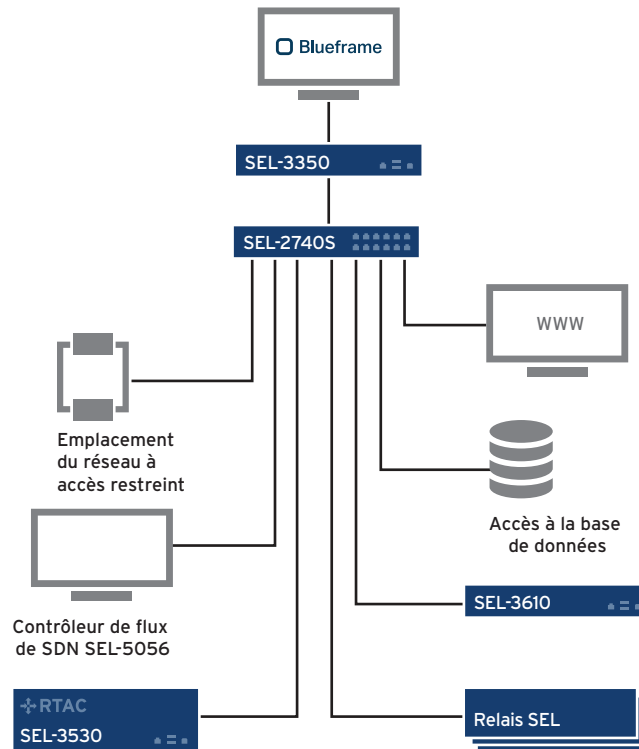 Blueframe
SEL-3350
SEL-2740S
WWW
Emplacement
du réseau à
accès restreint
Accès à la base
de données
SEL-3610
Contrôleur de flux
de SDN SEL-5056
RTAC
SEL-3530
Relais SEL